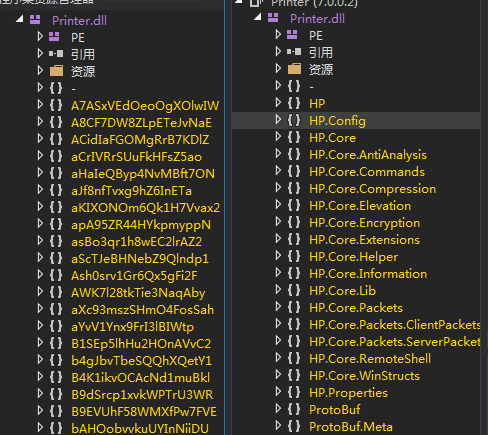 Printer.dll
PE
引用
资源
-
A7ASxVEdOeoOgXOlwIW
A8CF7DW8ZLpETeJvNaE
ACidIaFGOMgRrB7KDlZ
aCrIVRrSUuFkHFsZ5ao
aHaIeQByp4NvMBft7ON
aJf8nfTvxg9hZ6InETa
aKIXONOm6Qk1H7Vvax2
apA95ZR44HYkpmyppN
asBo3qr1h8wEC2lrAZ2
aScTJeBHNebZ9Qlndp1
Ash0srv1Gr6Qx5gFi2F
AWK7l28tkTie3NaqAby
aXc93mszSHmO4FosSah
aYvV1Ynx9FrI3lBIWtp
B1SEp5lhHu2HOnAVvC2
b4gJbvTbeSQQhXQetY1
B4K1ikvOCAcNd1muBkl
B9dSrcp1xvkWPTrU3WR
B9EVUhF58WMXfPw7FVE
bAHOobvvkuUYInNiiDU
Printer (7.0.0.2)
Printer.dll
PE
引用
资源
-
HP
HP.Config
HP.Core
HP.Core.AntiAnalysis
HP.Core.Commands
HP.Core.Compression
HP.Core.Elevation
HP.Core.Encryption
HP.Core.Extensions
HP.Core.Helper
HP.Core.Information
HP.Core.Lib
HP.Core.Packets
HP.Core.Packets.ClientPackets
HP.Core.Packets.ServerPacket
HP.Core.RemoteShell
HP.Core.WinStructs
HP.Properties
ProtoBuf
ProtoBuf.Meta